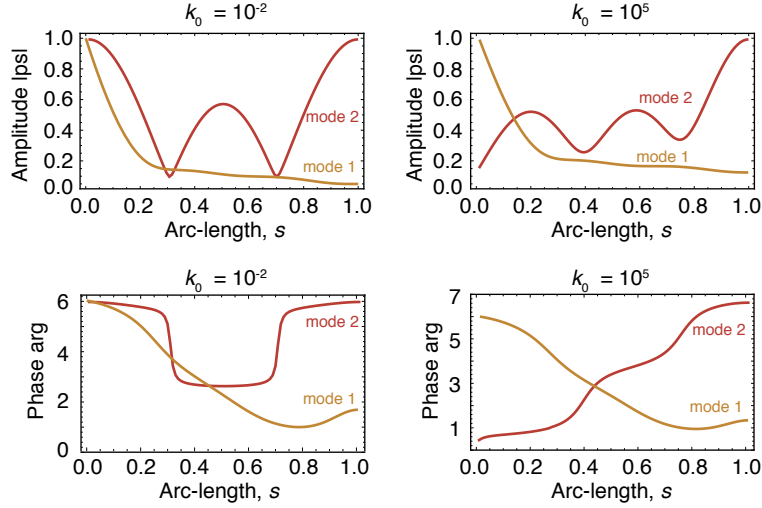 k₀ = 10⁻²
Amplitude |ps|
1.0
0.8
0.6
0.4
0.2
0.0
mode 2
mode 1
0.0 0.2 0.4 0.6 0.8 1.0
Arc-length, s
k₀ = 10⁵
Amplitude |ps|
1.0
0.8
0.6
0.4
0.2
0.0
mode 2
mode 1
0.0 0.2 0.4 0.6 0.8 1.0
Arc-length, s
k₀ = 10⁻²
Phase arg
6
4
2
0
mode 2
mode 1
0.0 0.2 0.4 0.6 0.8 1.0
Arc-length, s
k₀ = 10⁵
Phase arg
7
5
3
1
mode 2
mode 1
0.0 0.2 0.4 0.6 0.8 1.0
Arc-length, s